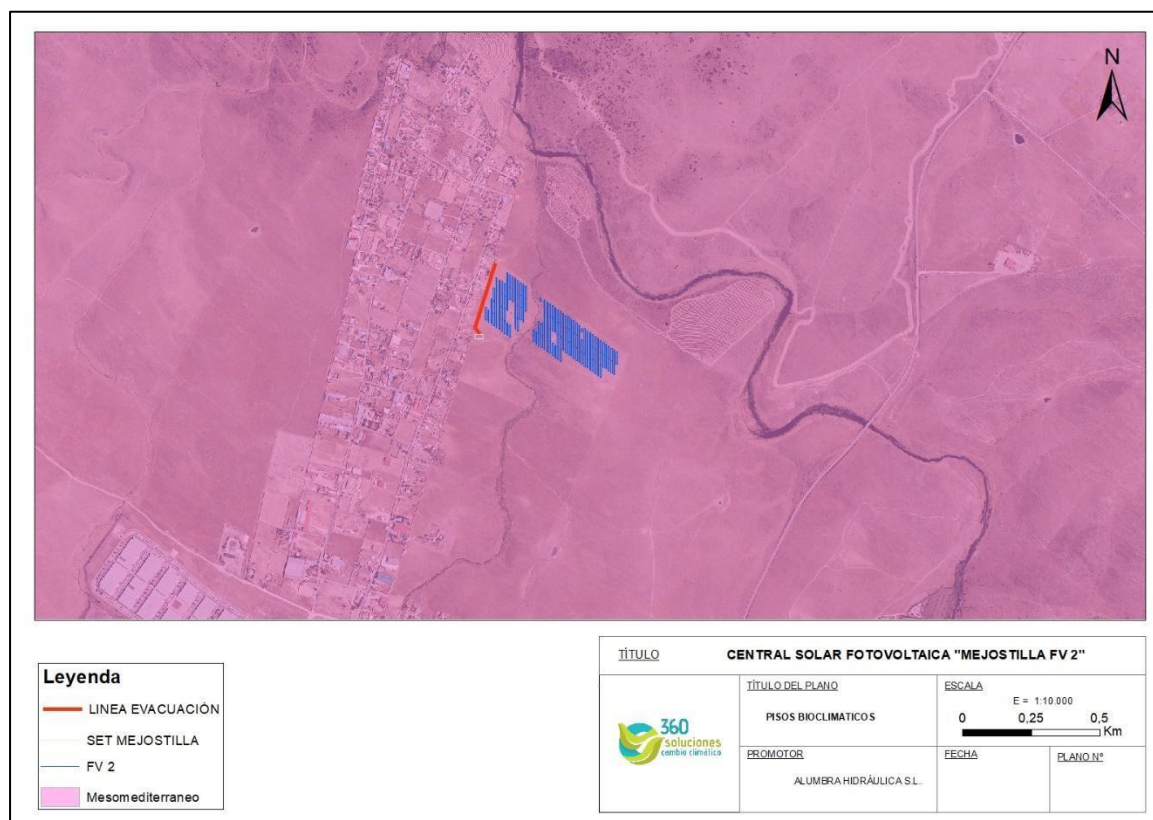 N
Leyenda
LINEA EVACUACIÓN
SET MEJOSTILLA
FV 2
Mesomediterraneo
TÍTULO
CENTRAL SOLAR FOTOVOLTAICA "MEJOSTILLA FV 2"
360
soluciones
cambio climático
TÍTULO DEL PLANO
PISOS BIOCLIMATICOS
ESCALA
E = 1:10.000
0 0,25 0,5
Km
PROMOTOR
ALUMBRA HIDRÁULICA S.L.
FECHA
PLANO Nº